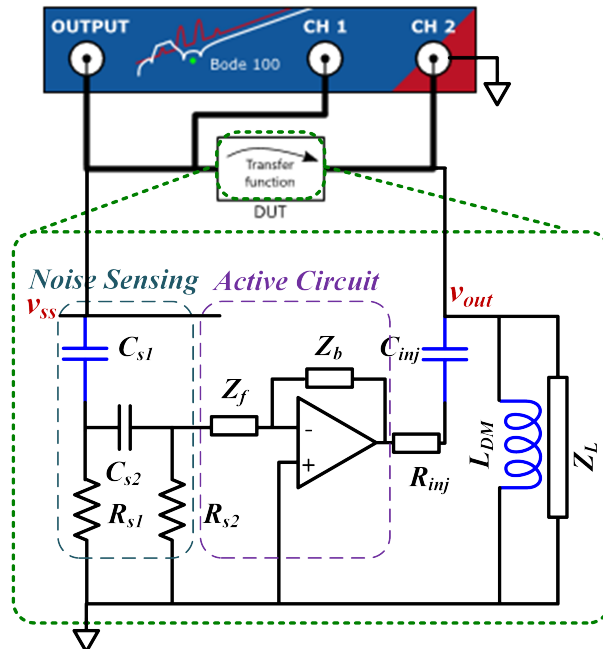 OUTPUT
CH 1
CH 2
Bode 100
Transfer
function
DUT
Noise Sensing
Active Circuit
vss
vout
Cs1
Zb
Cinj
Zf
-
+
Cs2
Rinj
LDM
ZL
Rs1
Rs2